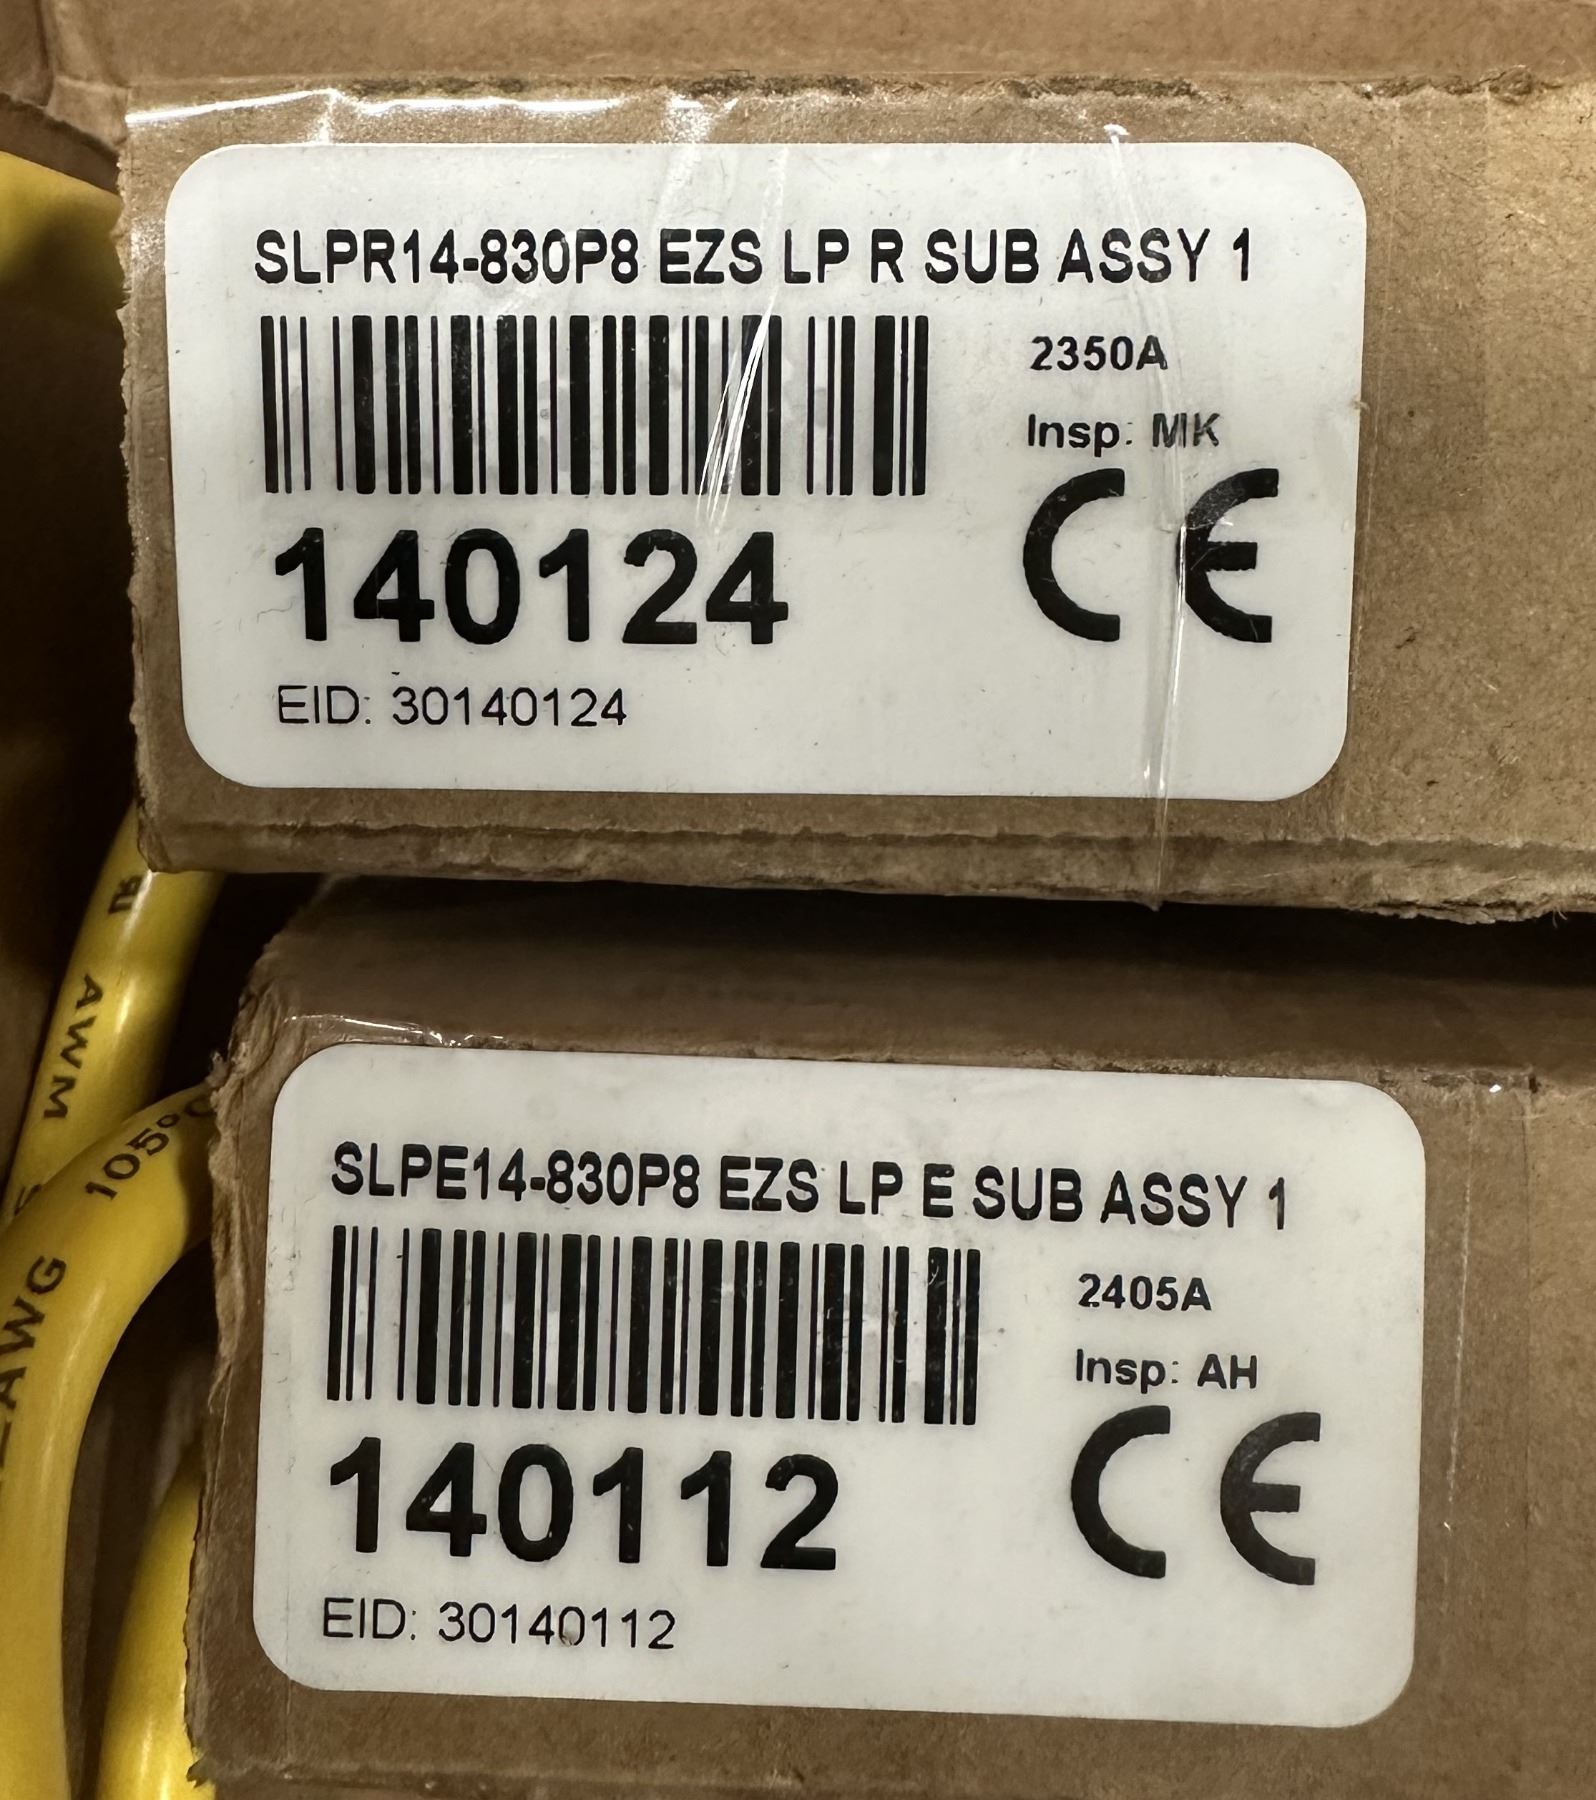 SLPR14-830P8 EZS LP R SUB ASSY 1
2350A
Insp: MK
CE
140124
EID: 30140124
AWM
105°C
AWG
SLPE14-830P8 EZS LP E SUB ASSY 1
2405A
Insp: AH
CE
140112
EID: 30140112